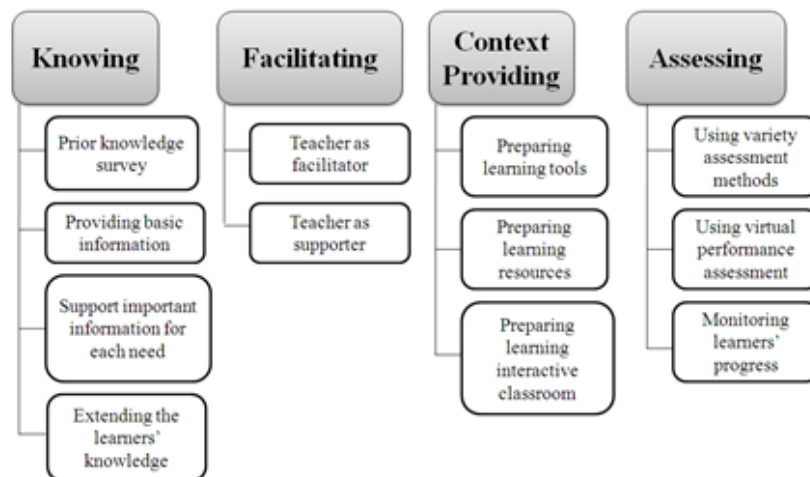 Knowing
Prior knowledge
survey
Providing basic
information
Support important
information for
each need
Extending the
learners'
knowledge
Facilitating
Teacher as
facilitator
Teacher as
supporter
Context
Providing
Preparing
learning tools
Preparing
learning
resources
Preparing
learning
interactive
classroom
Assessing
Using variety
assessment
methods
Using virtual
performance
assessment
Monitoring
learners'
progress